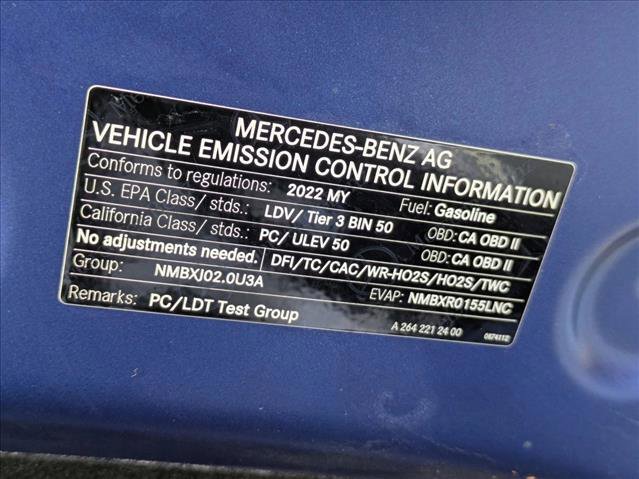 MERCEDES-BENZ AG
VEHICLE EMISSION CONTROL INFORMATION
Conforms to regulations: 2022 MY Fuel: Gasoline
U.S. EPA Class/ stds.: LDV/ Tier 3 BIN 50 OBD: CA OBD II
California Class/ stds.: PC/ ULEV 50 OBD: CA OBD II
No adjustments needed. DFI/TC/CAC/WR-HO2S/HO2S/TWC
Group: NMBXJ02.0U3A EVAP: NMBXR0155LNC
Remarks: PC/LDT Test Group A 264 221 24 00